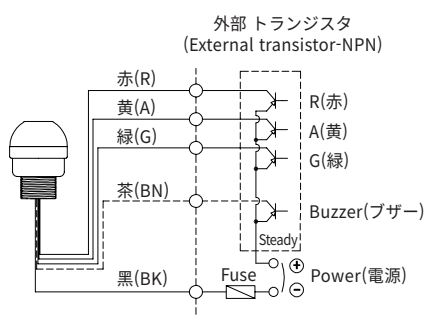 外部 トランジスタ
(External transistor-NPN)
赤(R)
黄(A)
緑(G)
茶(BN)
黒(BK)
R(赤)
A(黄)
G(緑)
Buzzer(ブザー)
Steady
Fuse
+
Power(電源)
−